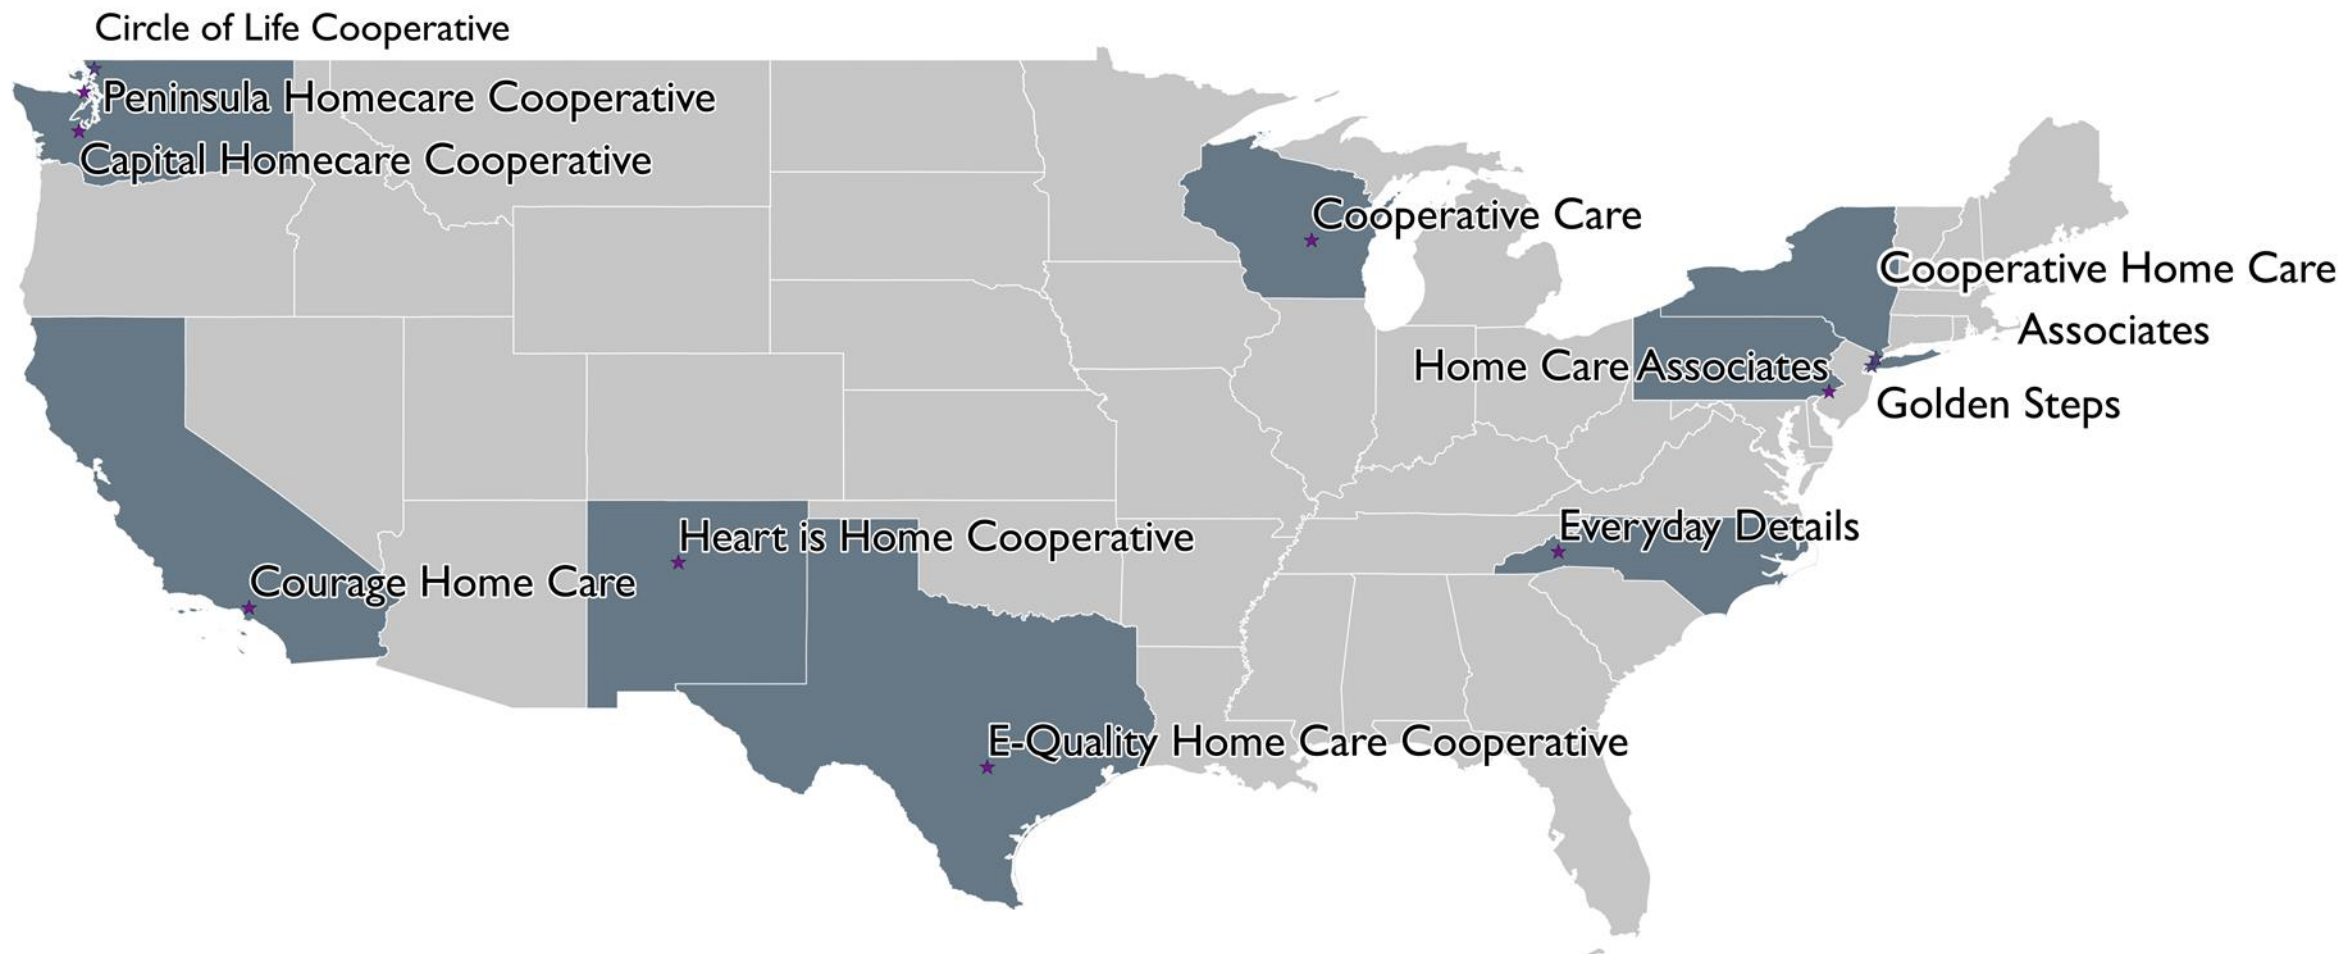 Circle of Life Cooperative
Peninsula Homecare Cooperative
Capital Homecare Cooperative
Cooperative Care
Cooperative Home Care
Associates
Home Care Associates
Golden Steps
Everyday Details
Heart is Home Cooperative
Courage Home Care
E-Quality Home Care Cooperative